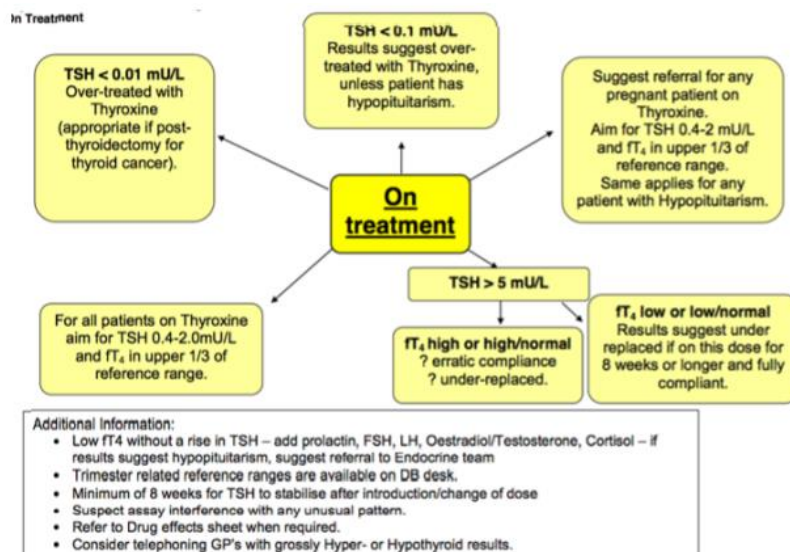 On Treatment
TSH < 0.01 mU/L
Over-treated with
Thyroxine
(appropriate if post-
thyroidectomy for
thyroid cancer).
TSH < 0.1 mU/L
Results suggest over-
treated with Thyroxine,
unless patient has
hypopituitarism.
Suggest referral for any
pregnant patient on
Thyroxine.
Aim for TSH 0.4-2 mU/L
and fT₄ in upper 1/3 of
reference range.
Same applies for any
patient with Hypopituitarism.
On
treatment
TSH > 5 mU/L
For all patients on Thyroxine
aim for TSH 0.4-2.0mU/L
and fT₄ in upper 1/3 of
reference range.
fT₄ high or high/normal
? erratic compliance
? under-replaced.
fT₄ low or low/normal
Results suggest under
replaced if on this dose for
8 weeks or longer and fully
compliant.
Additional Information:
• Low fT4 without a rise in TSH – add prolactin, FSH, LH, Oestradiol/Testosterone, Cortisol – if
results suggest hypopituitarism, suggest referral to Endocrine team
• Trimester related reference ranges are available on DB desk.
• Minimum of 8 weeks for TSH to stabilise after introduction/change of dose
• Suspect assay interference with any unusual pattern.
• Refer to Drug effects sheet when required.
• Consider telephoning GP's with grossly Hyper- or Hypothyroid results.